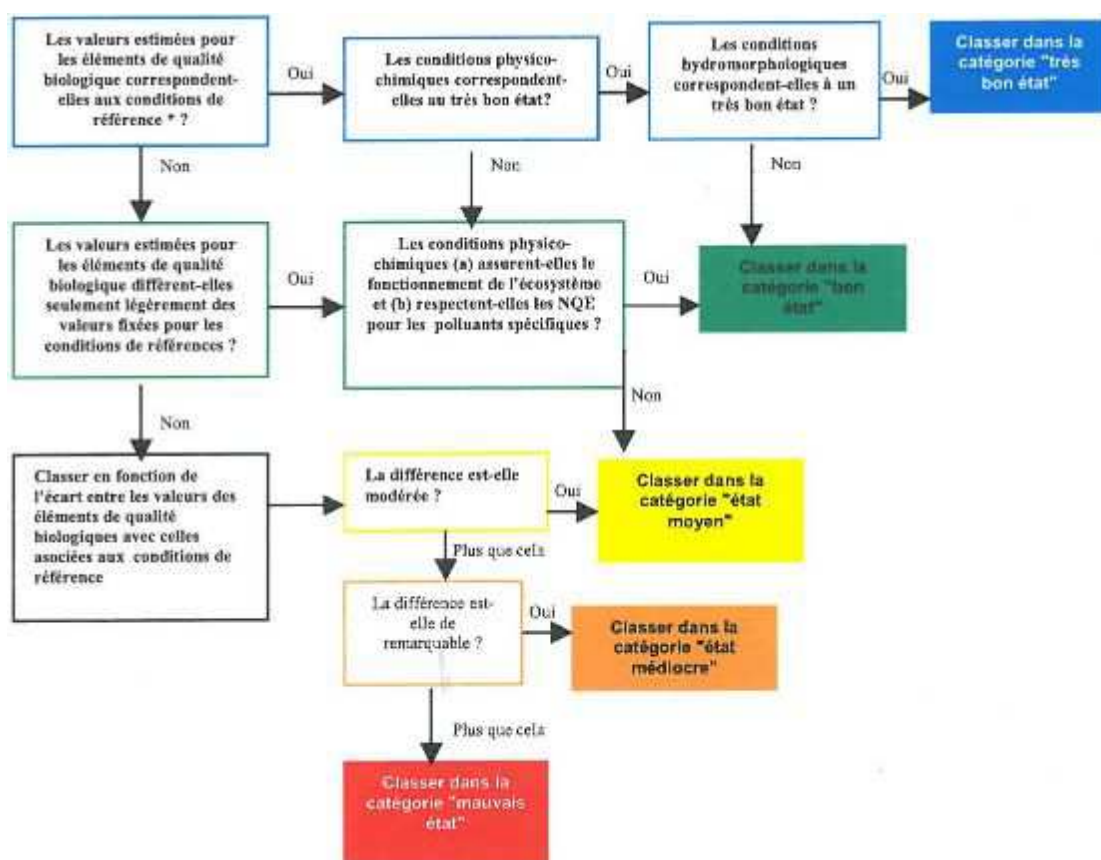 Les valeurs estimées pour
les éléments de qualité
biologique correspondent-
elles aux conditions de
référence * ?
Oui
Les conditions physico-
chimiques correspondent-
elles au très bon état?
Oui
Les conditions
hydromorphologiques
correspondent-elles à un
très bon état ?
Oui
Classer dans la
catégorie "très
bon état"
Non
Non
Non
Les valeurs estimées pour
les éléments de qualité
biologique diffèrent-elles
seulement légèrement des
valeurs fixées pour les
conditions de références ?
Oui
Les conditions physico-
chimiques (a) assurent-elles le
fonctionnement de l'écosystème
et (b) respectent-elles les NQE
pour les polluants spécifiques ?
Oui
Classer dans la
catégorie "bon
état"
Non
Non
Classer en fonction de
l'écart entre les valeurs des
éléments de qualité
biologiques avec celles
asociées aux conditions de
référence
La différence est-elle
modérée ?
Oui
Classer dans la
catégorie "état
moyen"
Plus que cela
La différence est-
elle de
remarquable ?
Oui
Classer dans la
catégorie "état
médiocre"
Plus que cela
Classer dans la
catégorie "mauvais
état"